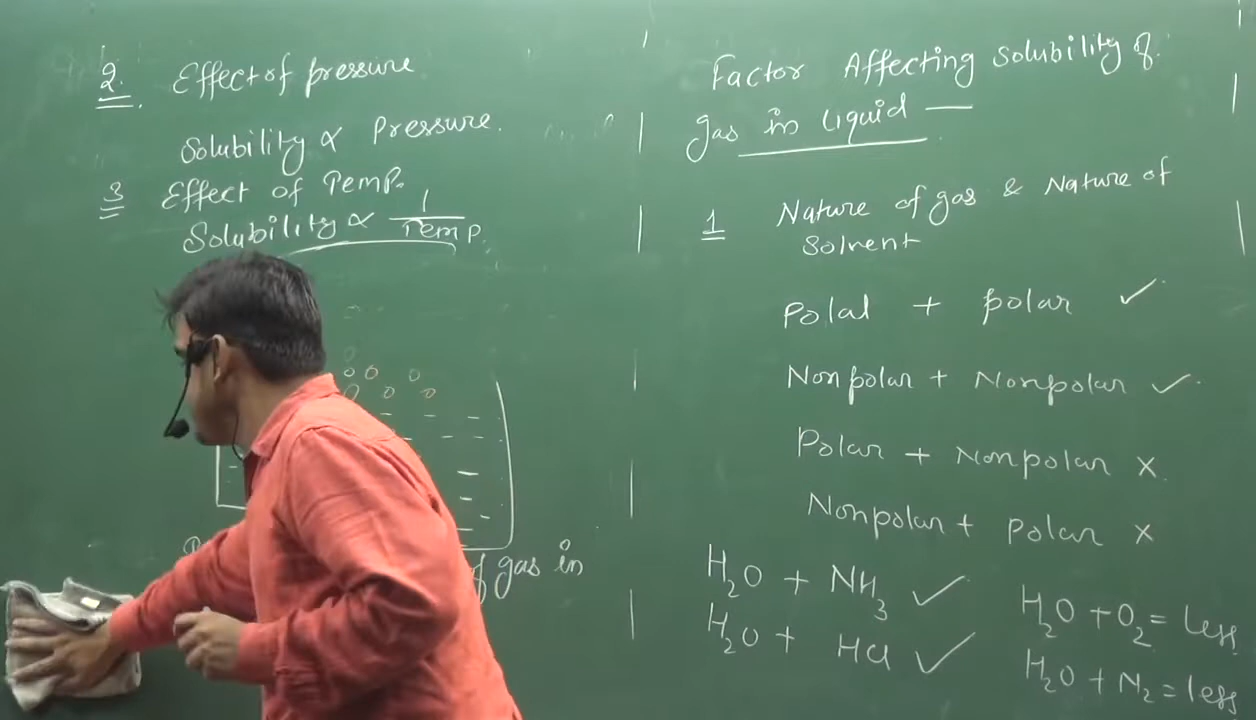 2. Effect of pressure
Solubility ∝ Pressure.
3 Effect of Temp.
Solubility ∝ 1/Temp.
of gas in
Factor Affecting Solubility of
gas in liquid —
1 Nature of gas & Nature of
Solvent
Polal + polar ✓
Nonpolar + Nonpolar ✓
Polar + Nonpolar ×
Nonpolar + polar ×
H₂O + NH₃ ✓
H₂O + HCl ✓
H₂O + O₂ = less
H₂O + N₂ = less